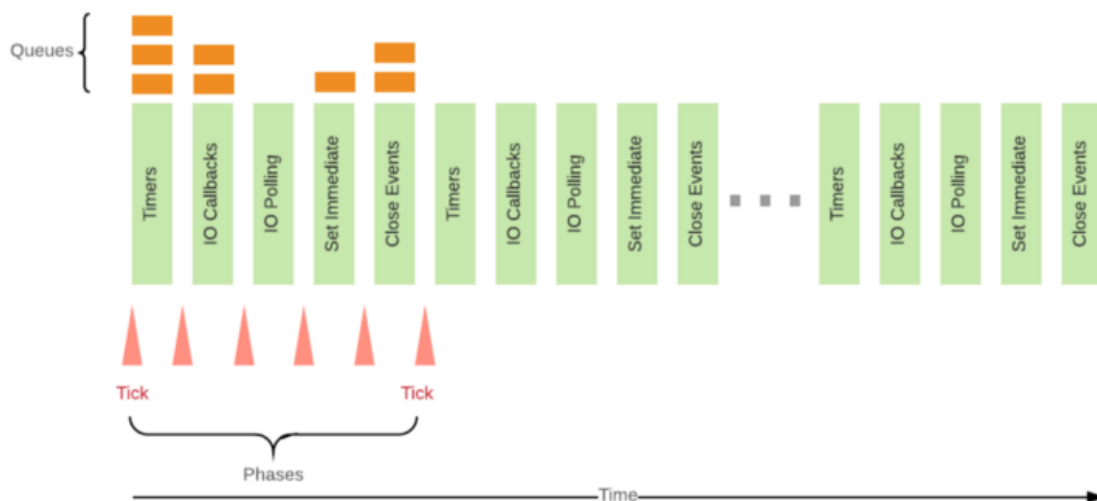 Queues
Timers
IO Callbacks
IO Polling
Set Immediate
Close Events
Timers
IO Callbacks
IO Polling
Set Immediate
Close Events
Timers
IO Callbacks
IO Polling
Set Immediate
Close Events
Tick
Tick
Phases
Time